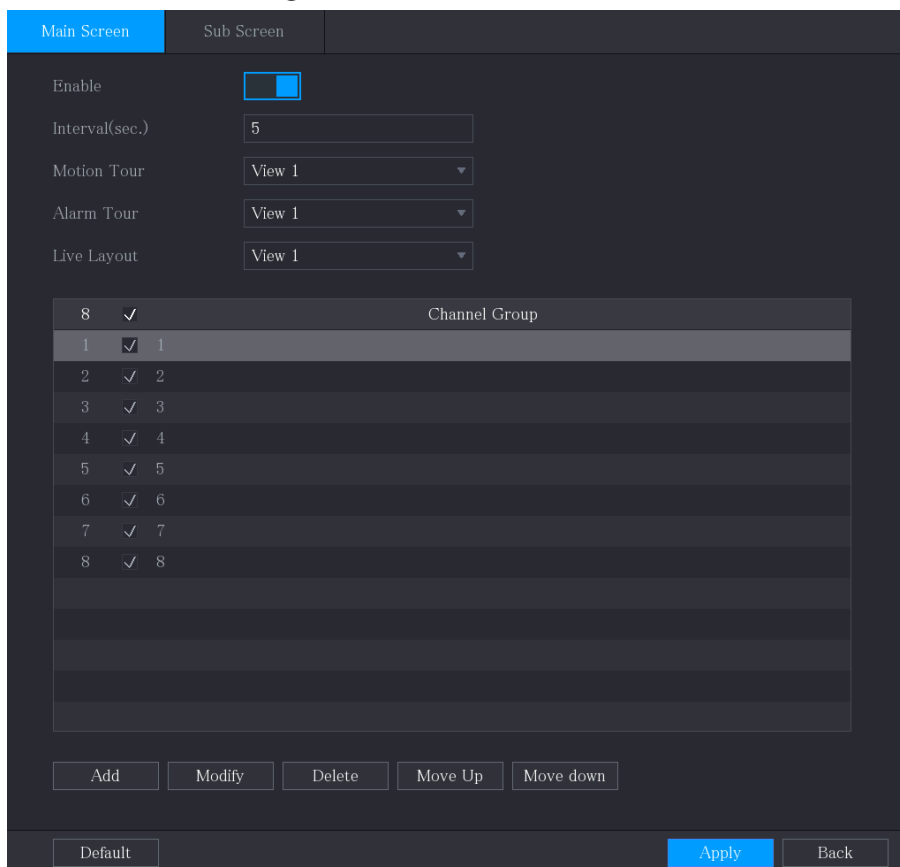 Main Screen Sub Screen
Enable
Interval(sec.) 5
Motion Tour View 1
Alarm Tour View 1
Live Layout View 1
8 Channel Group
1 1
2 2
3 3
4 4
5 5
6 6
7 7
8 8
Add Modify Delete Move Up Move down
Default Apply Back